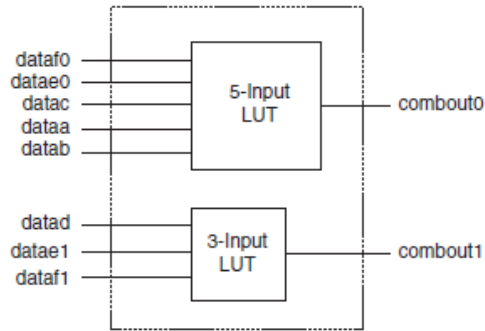 dataf0
datae0
datac
dataa
datab
5-Input
LUT
combout0
datad
datae1
dataf1
3-Input
LUT
combout1